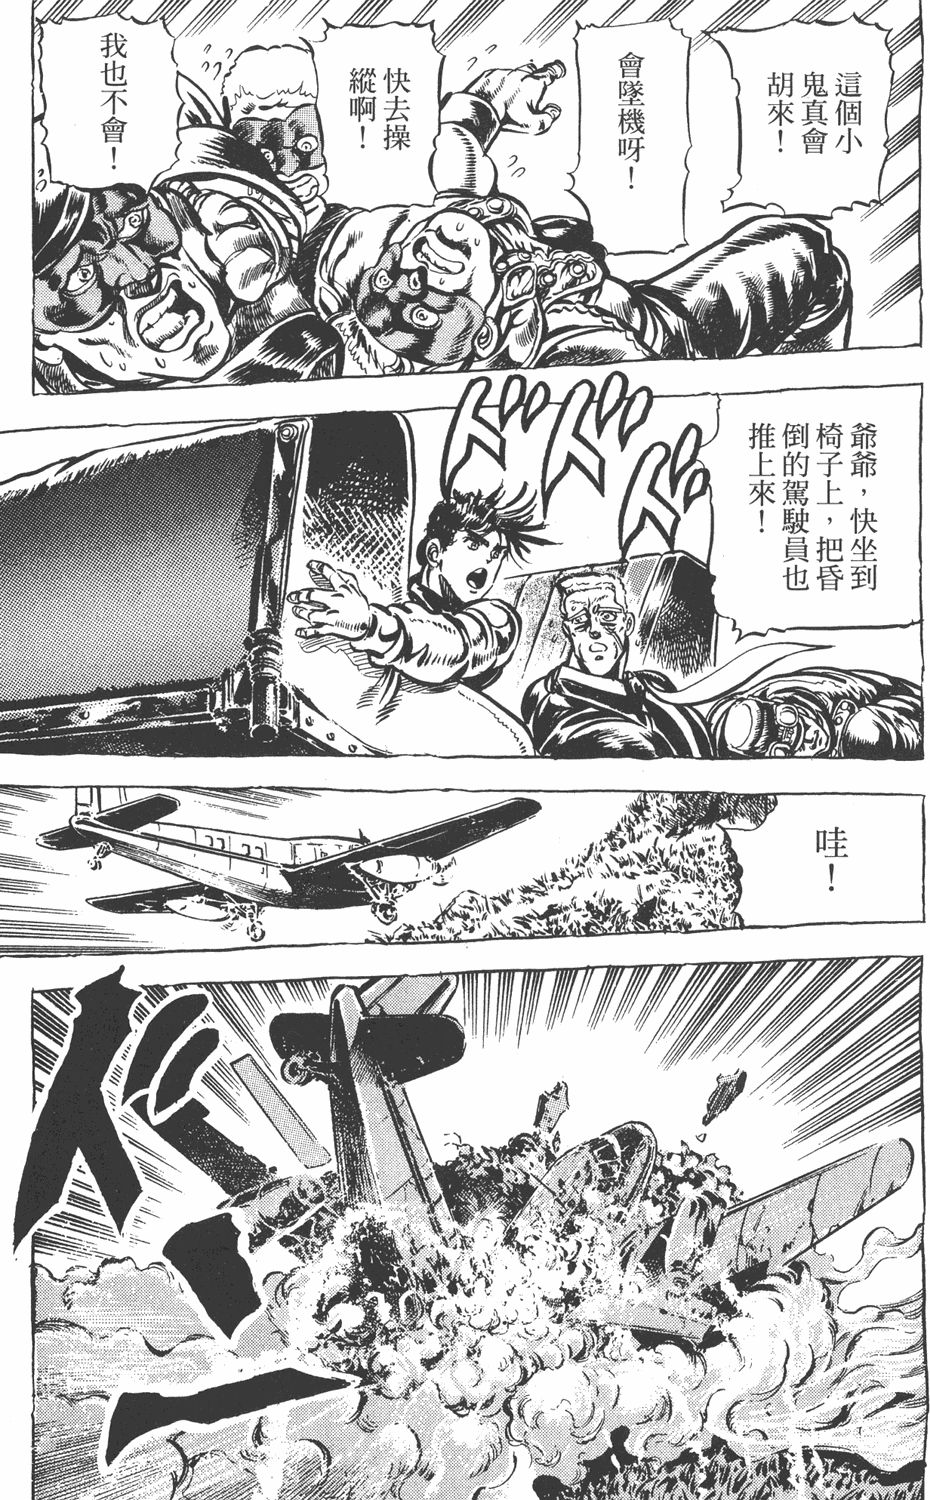 這個小
鬼真會
胡來！
會墜機呀！
快去操
縱啊！
我也不會！
爺爺，快坐到
椅子上，把昏
倒的駕駛員也
推上來！
ドドド
哇！